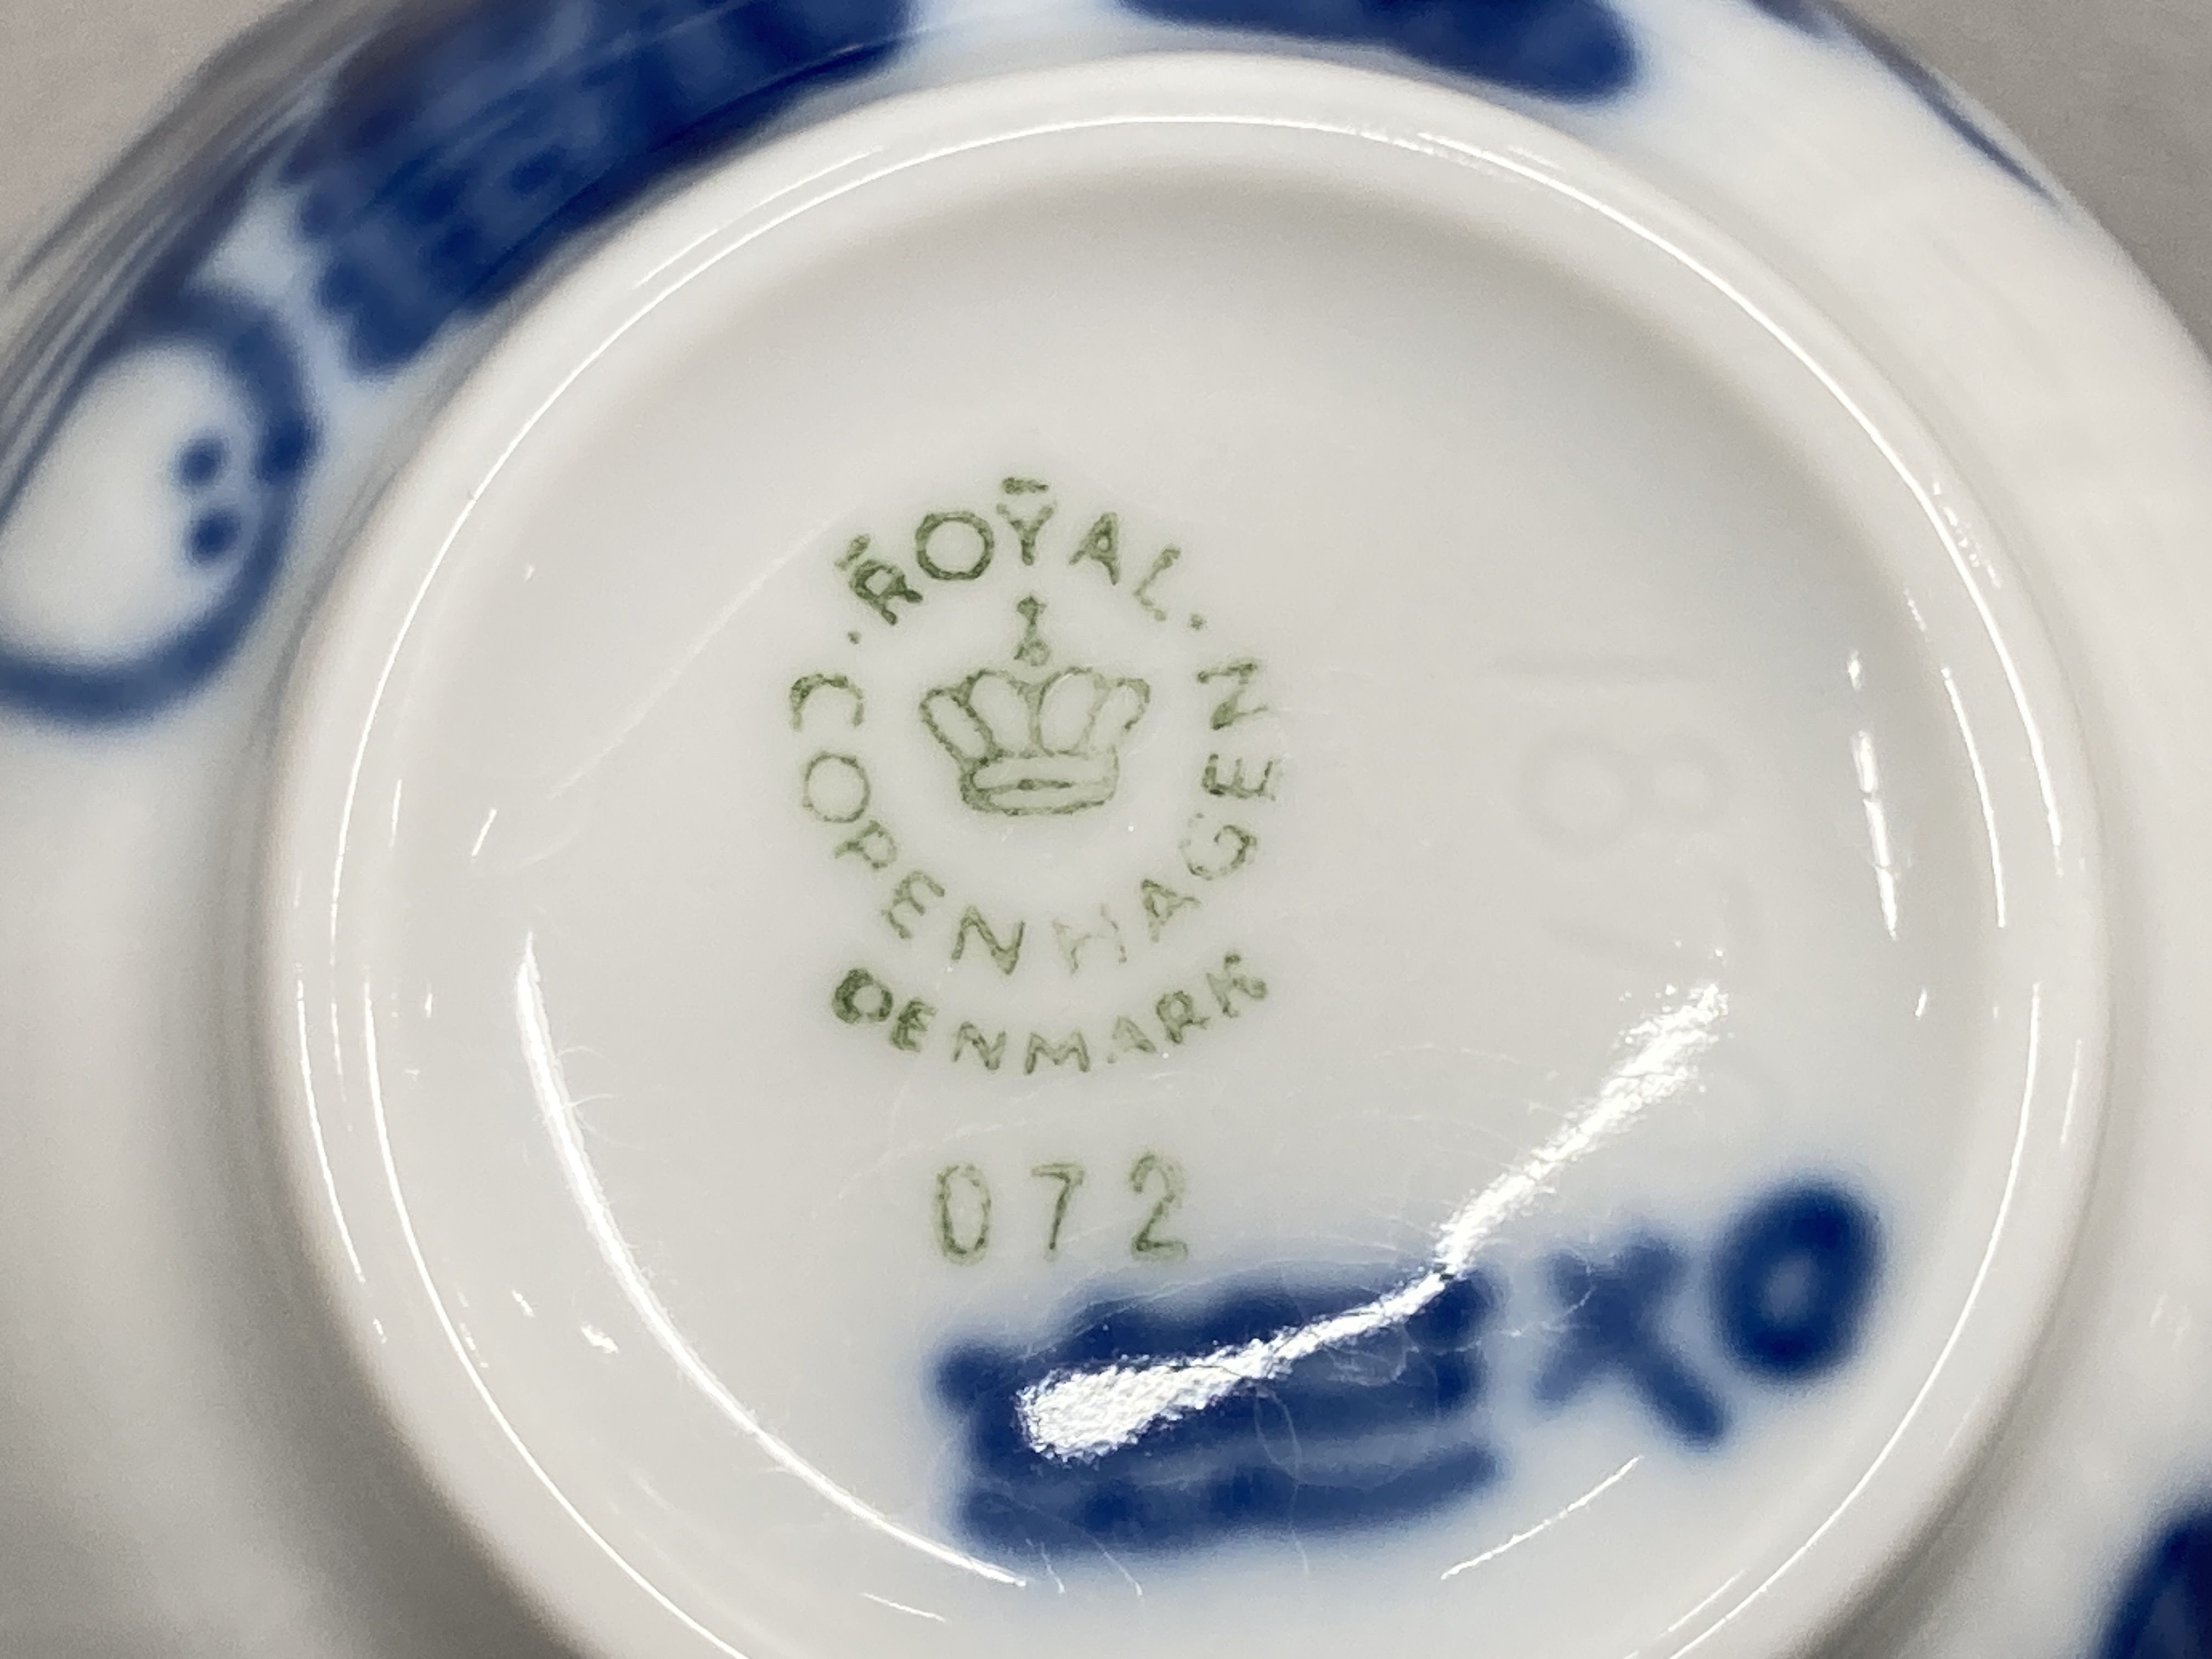 ·ROYAL·
COPENHAGEN
DENMARK
072